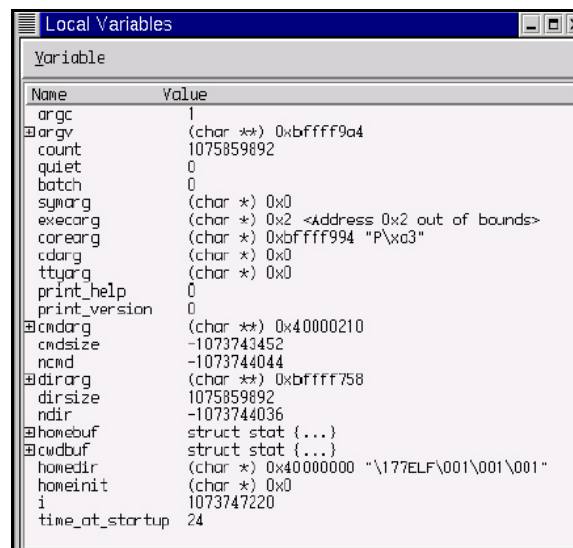 Local Variables
Variable
Name Value
argc 1
argv (char **) 0xbffff9a4
count 1075859892
quiet 0
batch 0
symarg (char *) 0x0
execarg (char *) 0x2 <Address 0x2 out of bounds>
corearg (char *) 0xbffff994 "P\xa3"
cdarg (char *) 0x0
ttyarg (char *) 0x0
print_help 0
print_version 0
cmdarg (char **) 0x40000210
cmdsize -1073743452
ncmd -1073744044
dirarg (char **) 0xbffff758
dirsize 1075859892
ndir -1073744036
homebuf struct stat {...}
cwdbuf struct stat {...}
homedir (char *) 0x40000000 "\177ELF\001\001\001"
homeinit (char *) 0x0
i 1073747220
time_at_startup 24